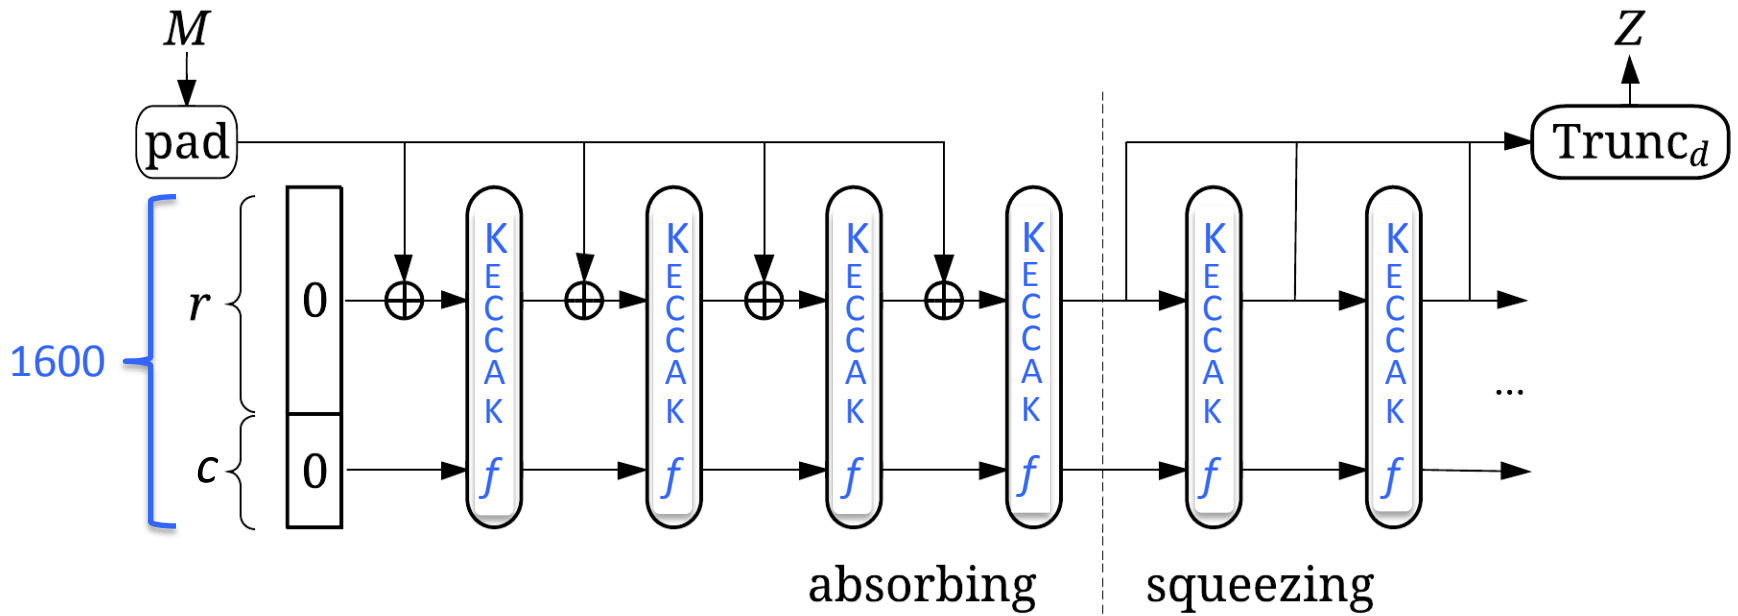 M
Z
pad
Trunc_d
r
0
1600
c
0
KECCAK f
KECCAK f
KECCAK f
KECCAK f
KECCAK f
KECCAK f
...
absorbing
squeezing